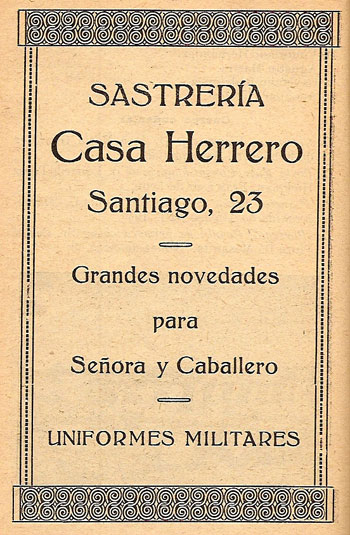 SASTRERÍA
Casa Herrero
Santiago, 23
Grandes novedades
para
Señora y Caballero
UNIFORMES MILITARES